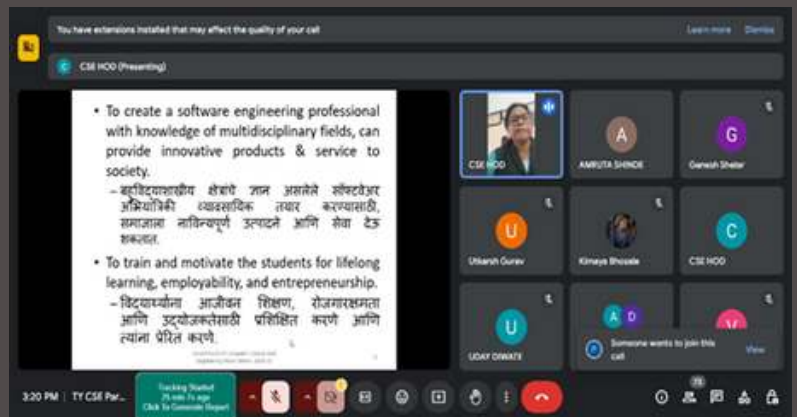 You have extensions installed that may affect the quality of your call
Learn more Dismiss
C CSE HOD (Presenting)
• To create a software engineering professional
with knowledge of multidisciplinary fields, can
provide innovative products & service to
society.
– बहुविद्याशाखीय क्षेत्रांचे ज्ञान असलेले सॉफ्टवेअर
अभियांत्रिकी व्यावसायिक तयार करण्यासाठी,
समाजाला नाविन्यपूर्ण उत्पादने आणि सेवा देऊ
शकतात.
• To train and motivate the students for lifelong
learning, employability, and entrepreneurship.
– विद्यार्थ्यांना आजीवन शिक्षण, रोजगारक्षमता
आणि उद्योजकतेसाठी प्रशिक्षित करणे आणि
त्यांना प्रेरित करणे.
CSE HOD
A
AMRUTA SHINDE
G
Ganesh Shelar
U
Utkarsh Gurav
Kimaya Bhosale
C
CSE HOD
U
UDAY DIWATE
A D
V
Someone wants to join this
call
View
3:20 PM | TY CSE Par...
Tracking Started
Click To Generate Report